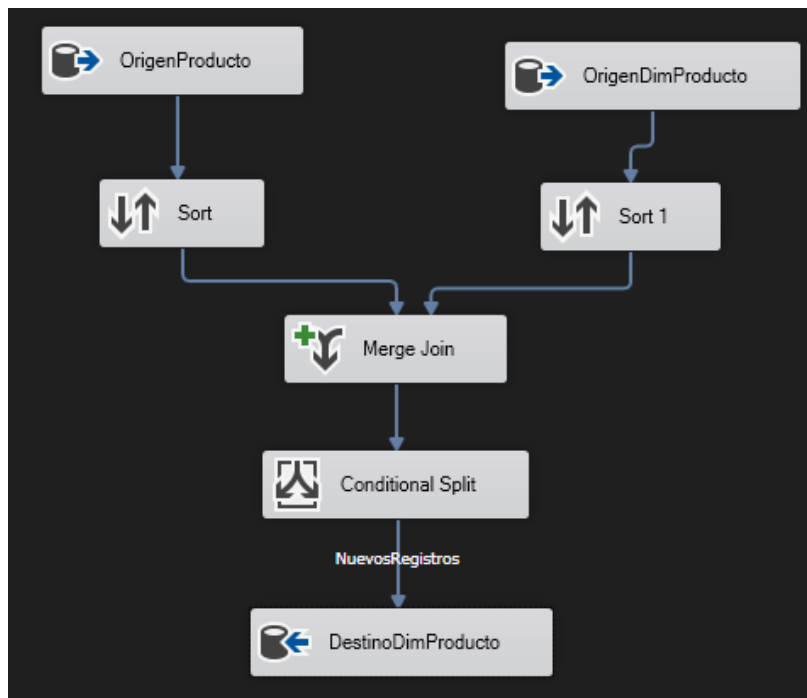 OrigenProducto
OrigenDimProducto
Sort
Sort 1
Merge Join
Conditional Split
NuevosRegistros
DestinoDimProducto